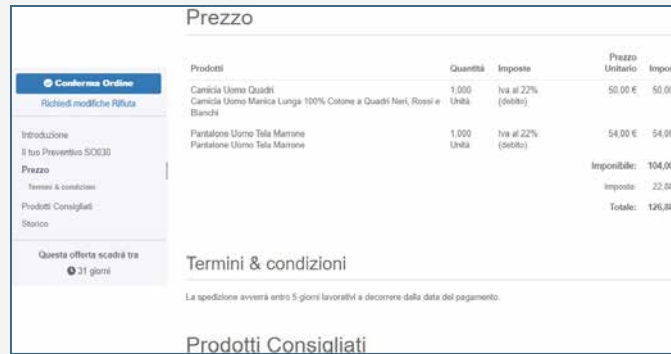 Prezzo
Prodotti Quantità Imposte Prezzo Unitario
Camicia Uomo Quadri 1,000 Iva al 22% 50,00 €
Camicia Uomo Manica Lunga 100% Cotone a Quadri Neri, Rossi e Unità (debito)
Bianchi
Pantalone Uomo Tela Marrone 1,000 Iva al 22% 54,00 €
Pantalone Uomo Tela Marrone Unità (debito)
Imponibile:
Imposte
Totale:
Conferma Ordine
Richiedi modifiche Rifiuta
Introduzione
Il tuo Preventivo SO030
Prezzo
Termini & condizioni
Prodotti Consigliati
Storico
Questa offerta scadrà tra
31 giorni
Termini & condizioni
La spedizione avverrà entro 5 giorni lavorativi a decorrere dalla data del pagamento.
Prodotti Consigliati